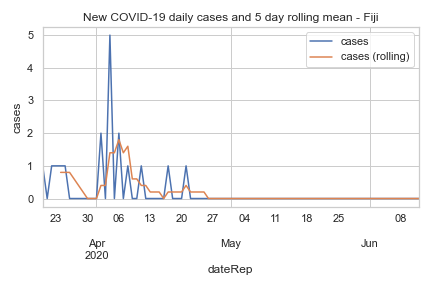 New COVID-19 daily cases and 5 day rolling mean - Fiji
cases
cases (rolling)
cases
5
4
3
2
1
0
23 30 06 13 20 27 04 11 18 25 08
Apr May Jun
2020
dateRep